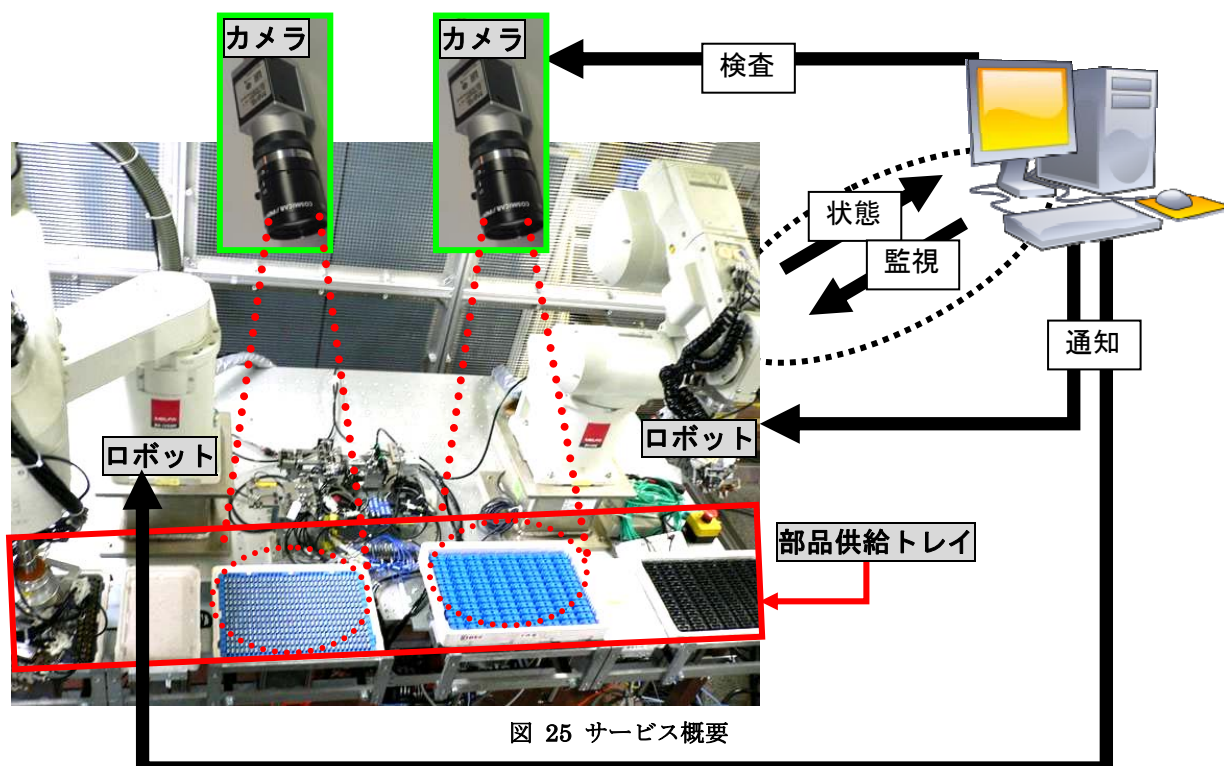 カメラ
カメラ
検査
状態
監視
通知
ロボット
ロボット
部品供給トレイ
図 25 サービス概要